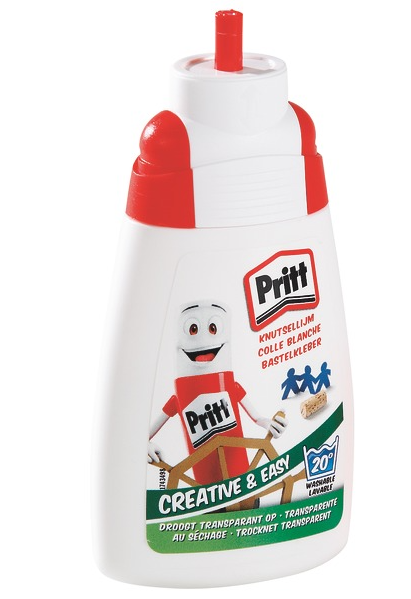 Pritt
KNUTSELLIJM
COLLE BLANCHE
BASTELKLEBER
Pritt
CREATIVE & EASY
20°
WASHABLE
LAVABLE
DROOGT TRANSPARANT OP · TRANSPARENTE
AU SÉCHAGE · TROCKNET TRANSPARENT